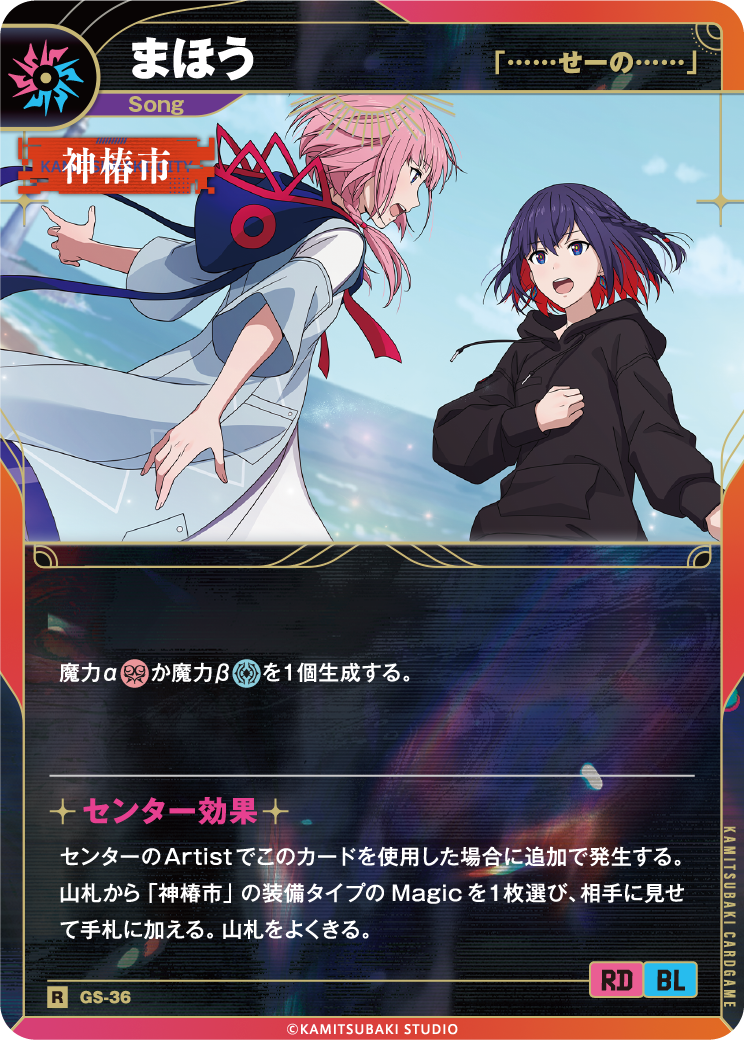 まほう
「……せーの……」
Song
神椿市
魔力αか魔力βを1個生成する。
センター効果
センターのArtistでこのカードを使用した場合に追加で発生する。
山札から「神椿市」の装備タイプのMagicを1枚選び、相手に見せ
て手札に加える。山札をよくきる。
KAMITSUBAKI CARDGAME
RD BL
R GS-36
©KAMITSUBAKI STUDIO